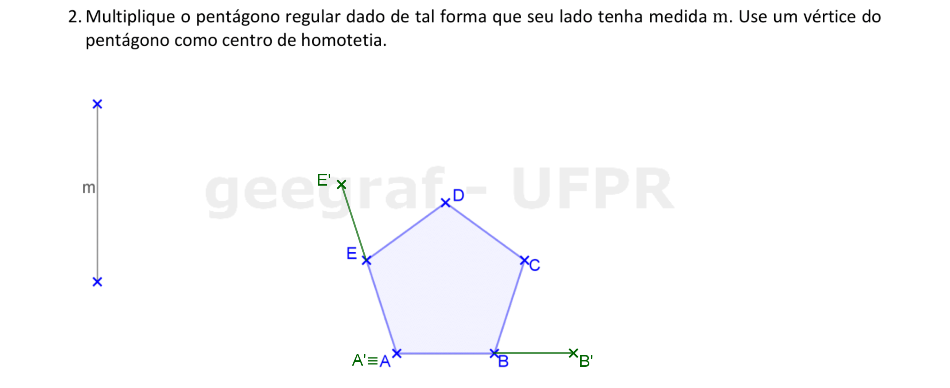 2. Multiplique o pentágono regular dado de tal forma que seu lado tenha medida m. Use um vértice do
pentágono como centro de homotetia.
m
geegraf - UFPR
E'
D
E
C
A'≡A
B
B'